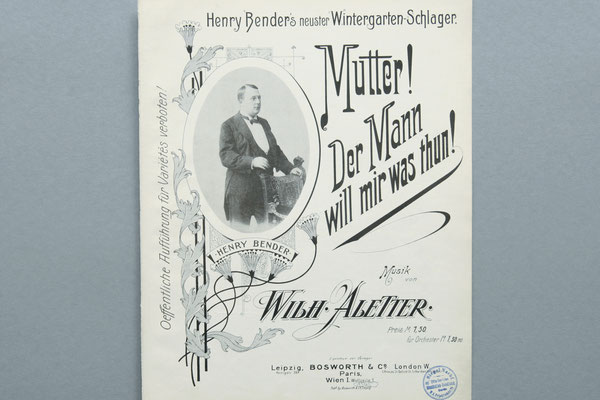 Henry Bender's neuster Wintergarten-Schlager.
Mutter!
Der Mann
will mir was thun!
Oeffentliche Aufführung für Varietés verboten!
HENRY BENDER
Musik
von
WILH. ALETTER.
Preis M. 1,50
für Orchester M. 1,50 no.
Leipzig, BOSWORTH & Co. London W.
Paris,
Wien I.